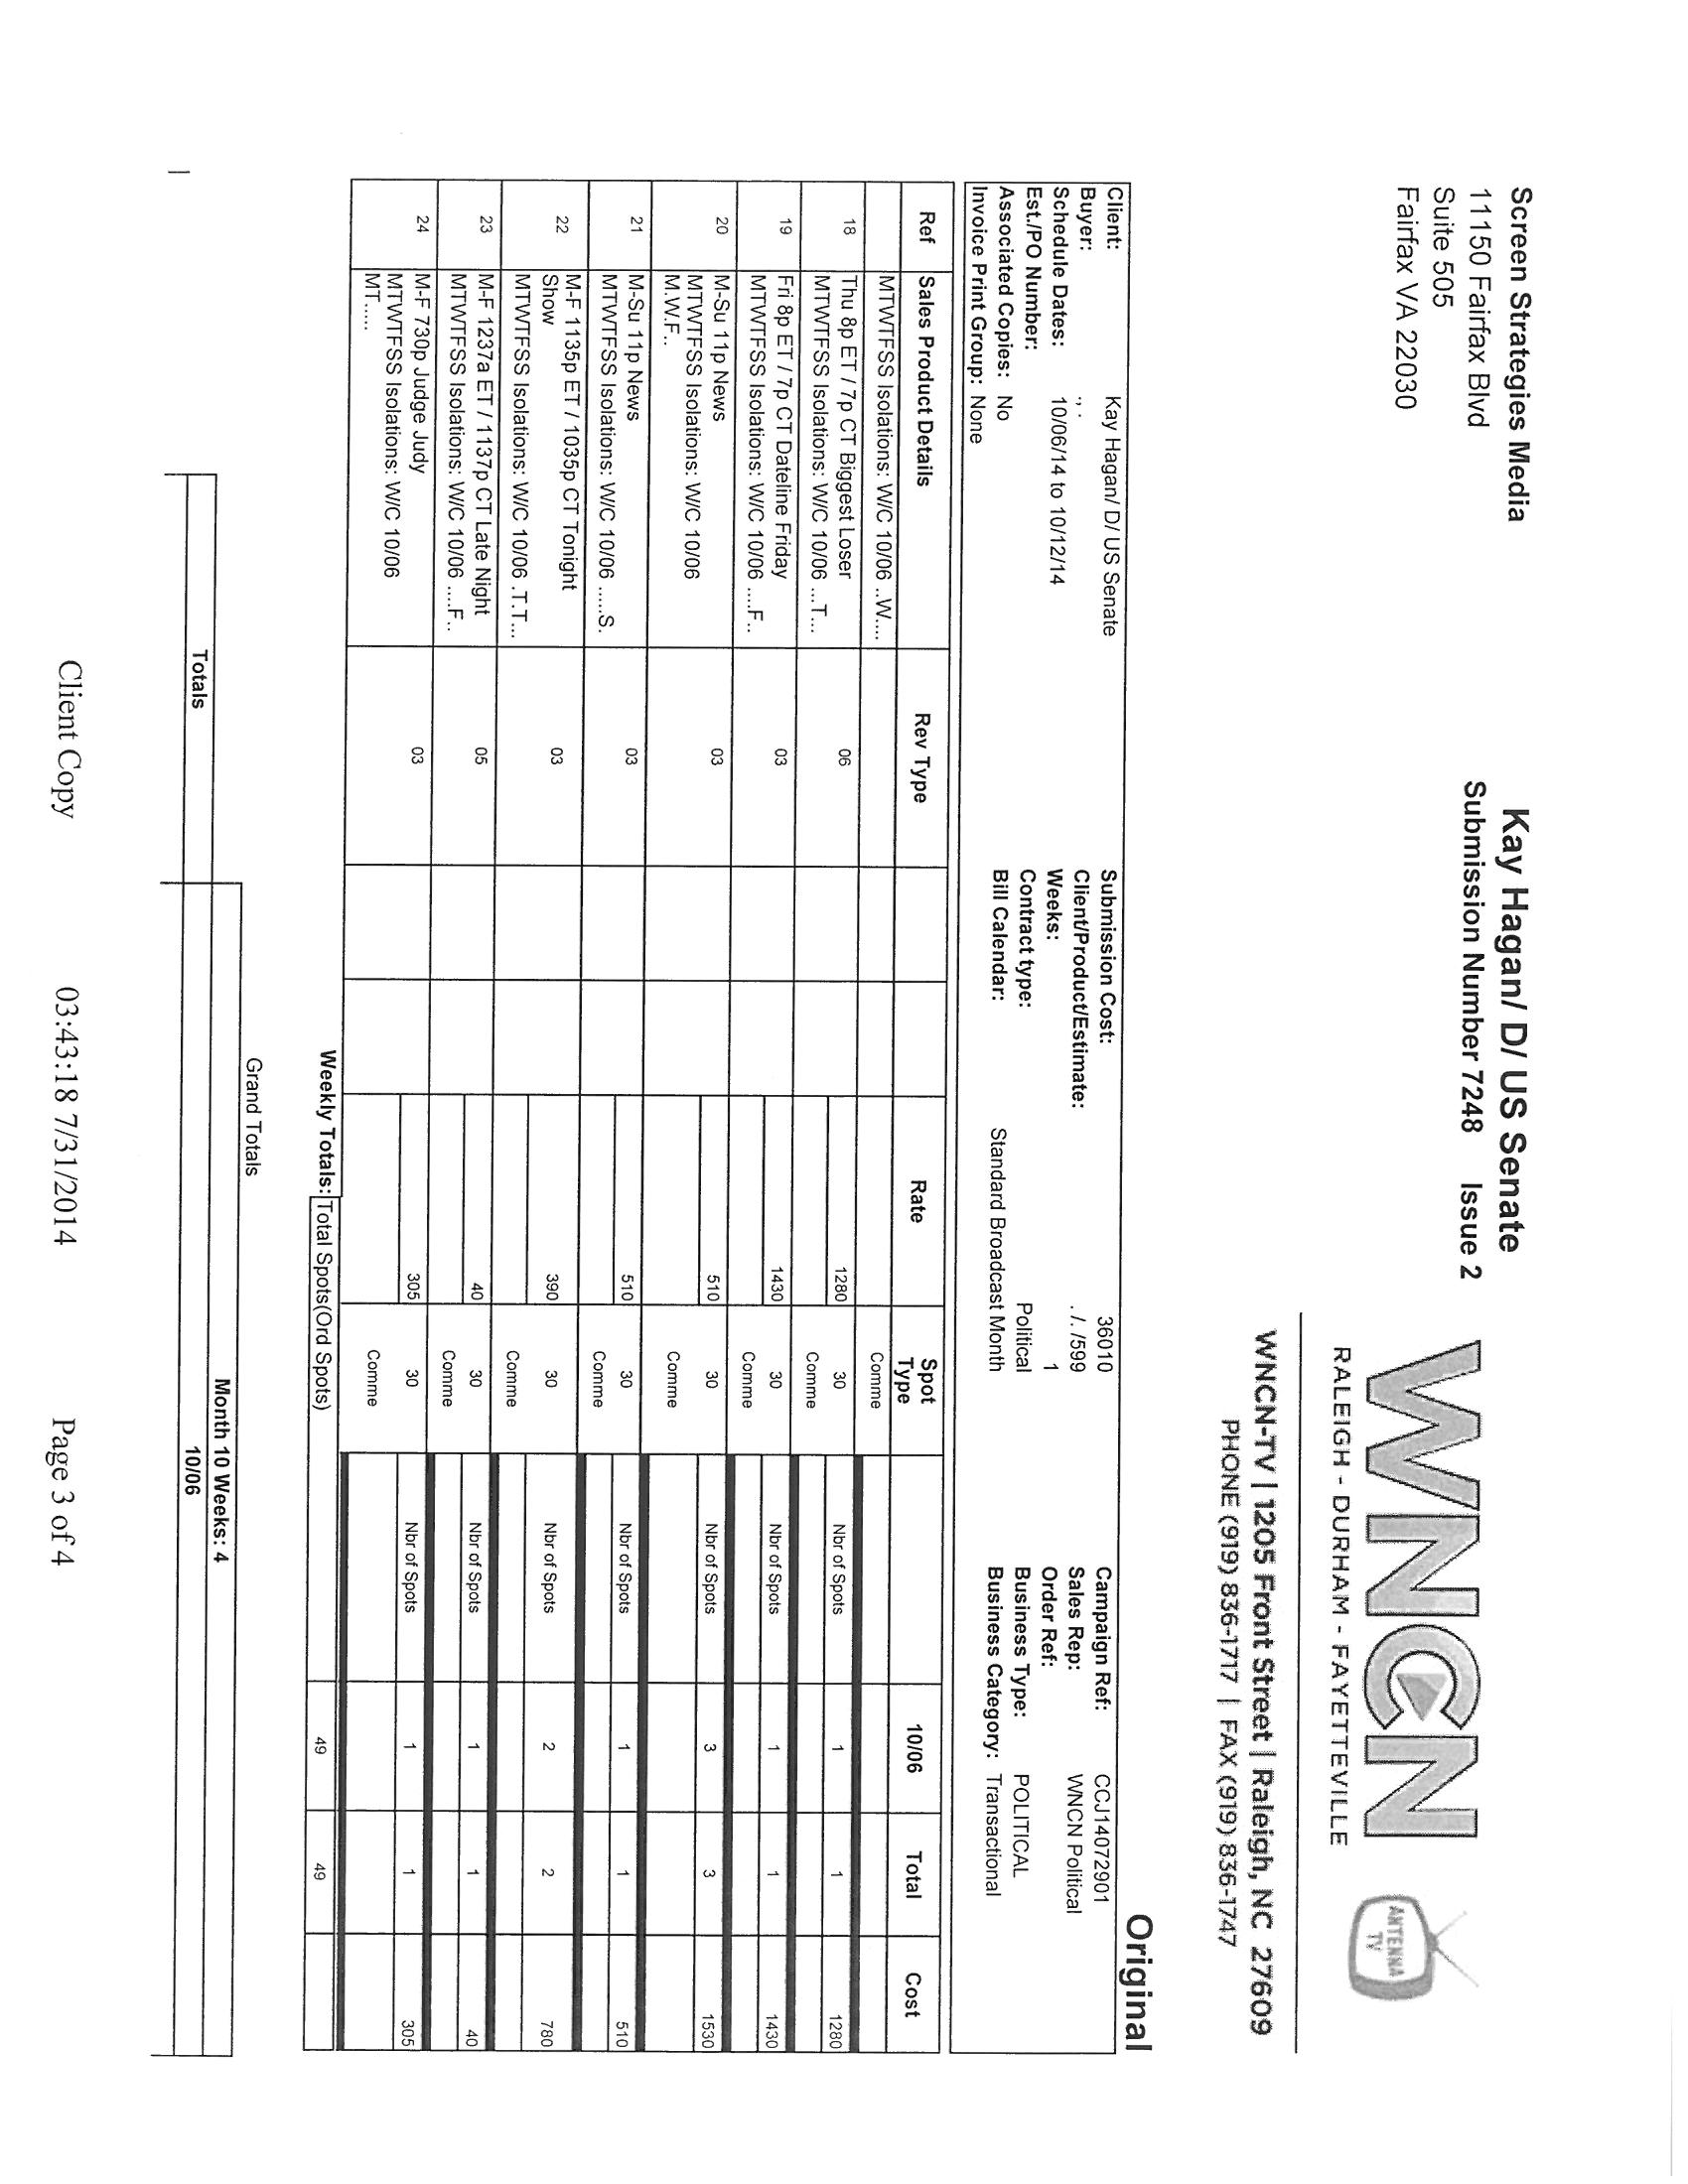 Screen Strategies Media
11150 Fairfax Blvd
Suite 505
Fairfax VA 22030
Kay Hagan/ D/ US Senate
Submission Number 7248 Issue 2
WNCN
RALEIGH - DURHAM - FAYETTEVILLE
ANTENNA
TV
WNCN-TV | 1205 Front Street | Raleigh, NC 27609
PHONE (919) 836-1717 | FAX (919) 836-1747
Original
Client: Kay Hagan/ D/ US Senate Submission Cost: 36010 Campaign Ref: CCJ14072901
Buyer: ., . Client/Product/Estimate: . /. /599 Sales Rep: WNCN Political
Schedule Dates: 10/06/14 to 10/12/14 Weeks: 1 Order Ref:
Est./PO Number: Contract type: Political Business Type: POLITICAL
Associated Copies: No Bill Calendar: Standard Broadcast Month Business Category: Transactional
Invoice Print Group: None
Ref Sales Product Details Rev Type Rate Spot Type 10/06 Total Cost
MTWTFSS Isolations: W/C 10/06 ..W.... Comme
18 Thu 8p ET / 7p CT Biggest Loser 06 1280 30 Nbr of Spots 1 1 1280
MTWTFSS Isolations: W/C 10/06 ...T... Comme
19 Fri 8p ET / 7p CT Dateline Friday 03 1430 30 Nbr of Spots 1 1 1430
MTWTFSS Isolations: W/C 10/06 ....F.. Comme
20 M-Su 11p News 03 510 30 Nbr of Spots 3 3 1530
MTWTFSS Isolations: W/C 10/06
M.W.F.. Comme
21 M-Su 11p News 03 510 30 Nbr of Spots 1 1 510
MTWTFSS Isolations: W/C 10/06 .....S. Comme
22 M-F 1135p ET / 1035p CT Tonight
Show 03 390 30 Nbr of Spots 2 2 780
MTWTFSS Isolations: W/C 10/06 .T.T... Comme
23 M-F 1237a ET / 1137p CT Late Night 05 40 30 Nbr of Spots 1 1 40
MTWTFSS Isolations: W/C 10/06 ....F.. Comme
24 M-F 730p Judge Judy 03 305 30 Nbr of Spots 1 1 305
MTWTFSS Isolations: W/C 10/06
MT..... Comme
Weekly Totals: Total Spots(Ord Spots) 49 49
Grand Totals
Month 10 Weeks: 4
Totals 10/06
Client Copy 03:43:18 7/31/2014 Page 3 of 4